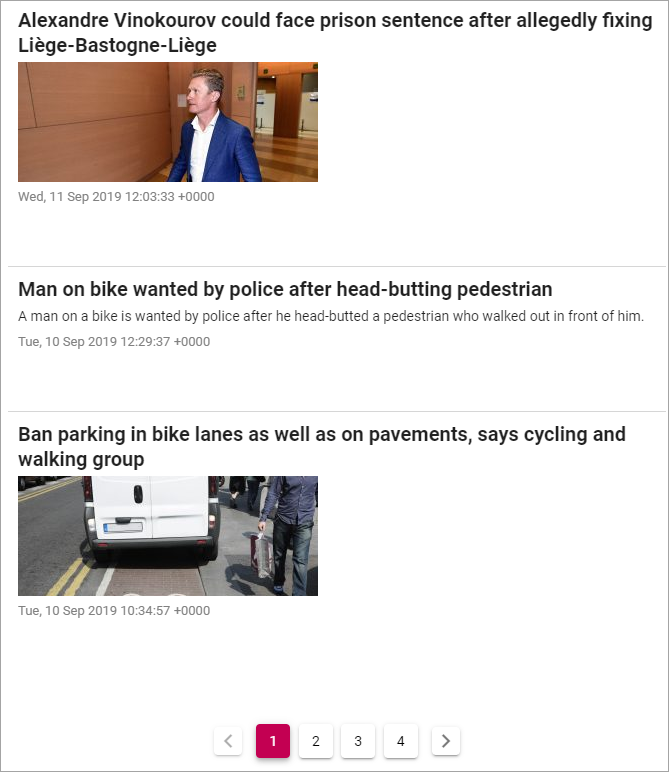 Alexandre Vinokourov could face prison sentence after allegedly fixing
Liège-Bastogne-Liège
Wed, 11 Sep 2019 12:03:33 +0000
Man on bike wanted by police after head-butting pedestrian
A man on a bike is wanted by police after he head-butted a pedestrian who walked out in front of him.
Tue, 10 Sep 2019 12:29:37 +0000
Ban parking in bike lanes as well as on pavements, says cycling and
walking group
Tue, 10 Sep 2019 10:34:57 +0000
1 2 3 4